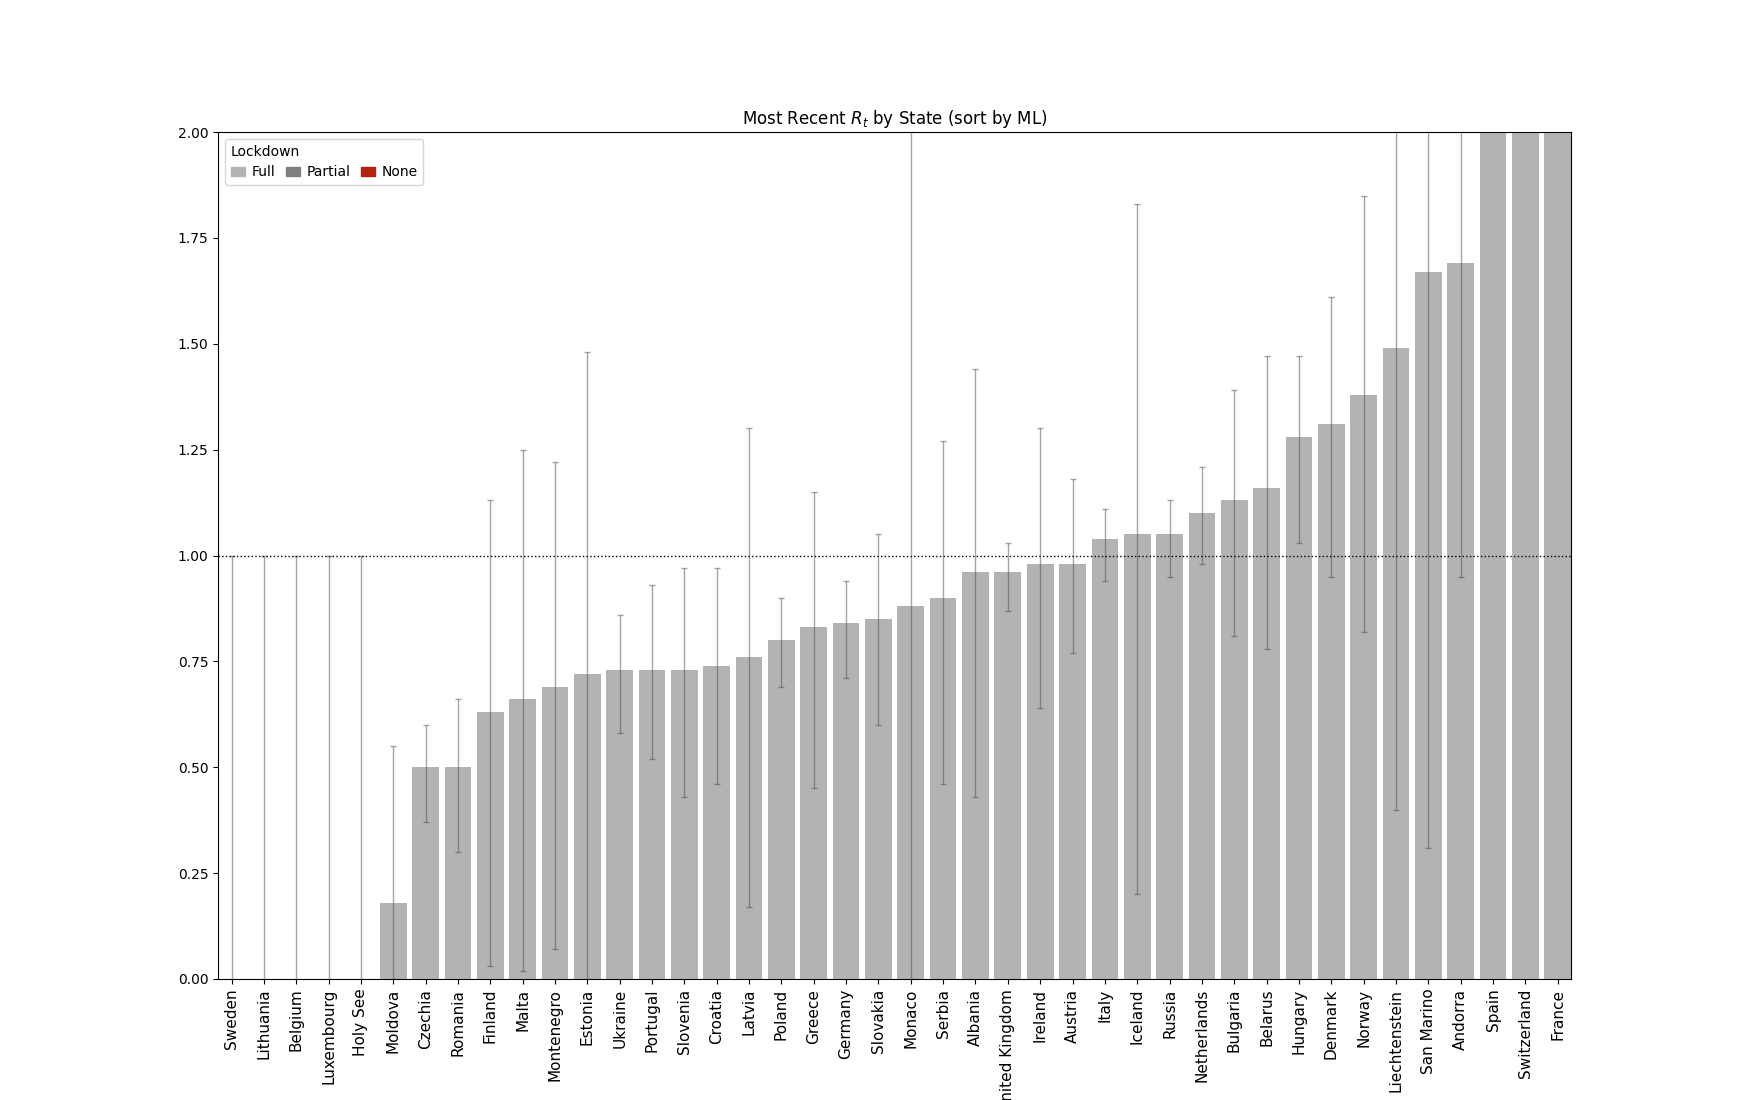 Most Recent Rt by State (sort by ML)
Lockdown
Full Partial None
2.00
1.75
1.50
1.25
1.00
0.75
0.50
0.25
0.00
Sweden
Lithuania
Belgium
Luxembourg
Holy See
Moldova
Czechia
Romania
Finland
Malta
Montenegro
Estonia
Ukraine
Portugal
Slovenia
Croatia
Latvia
Poland
Greece
Germany
Slovakia
Monaco
Serbia
Albania
nited Kingdom
Ireland
Austria
Italy
Iceland
Russia
Netherlands
Bulgaria
Belarus
Hungary
Denmark
Norway
Liechtenstein
San Marino
Andorra
Spain
Switzerland
France